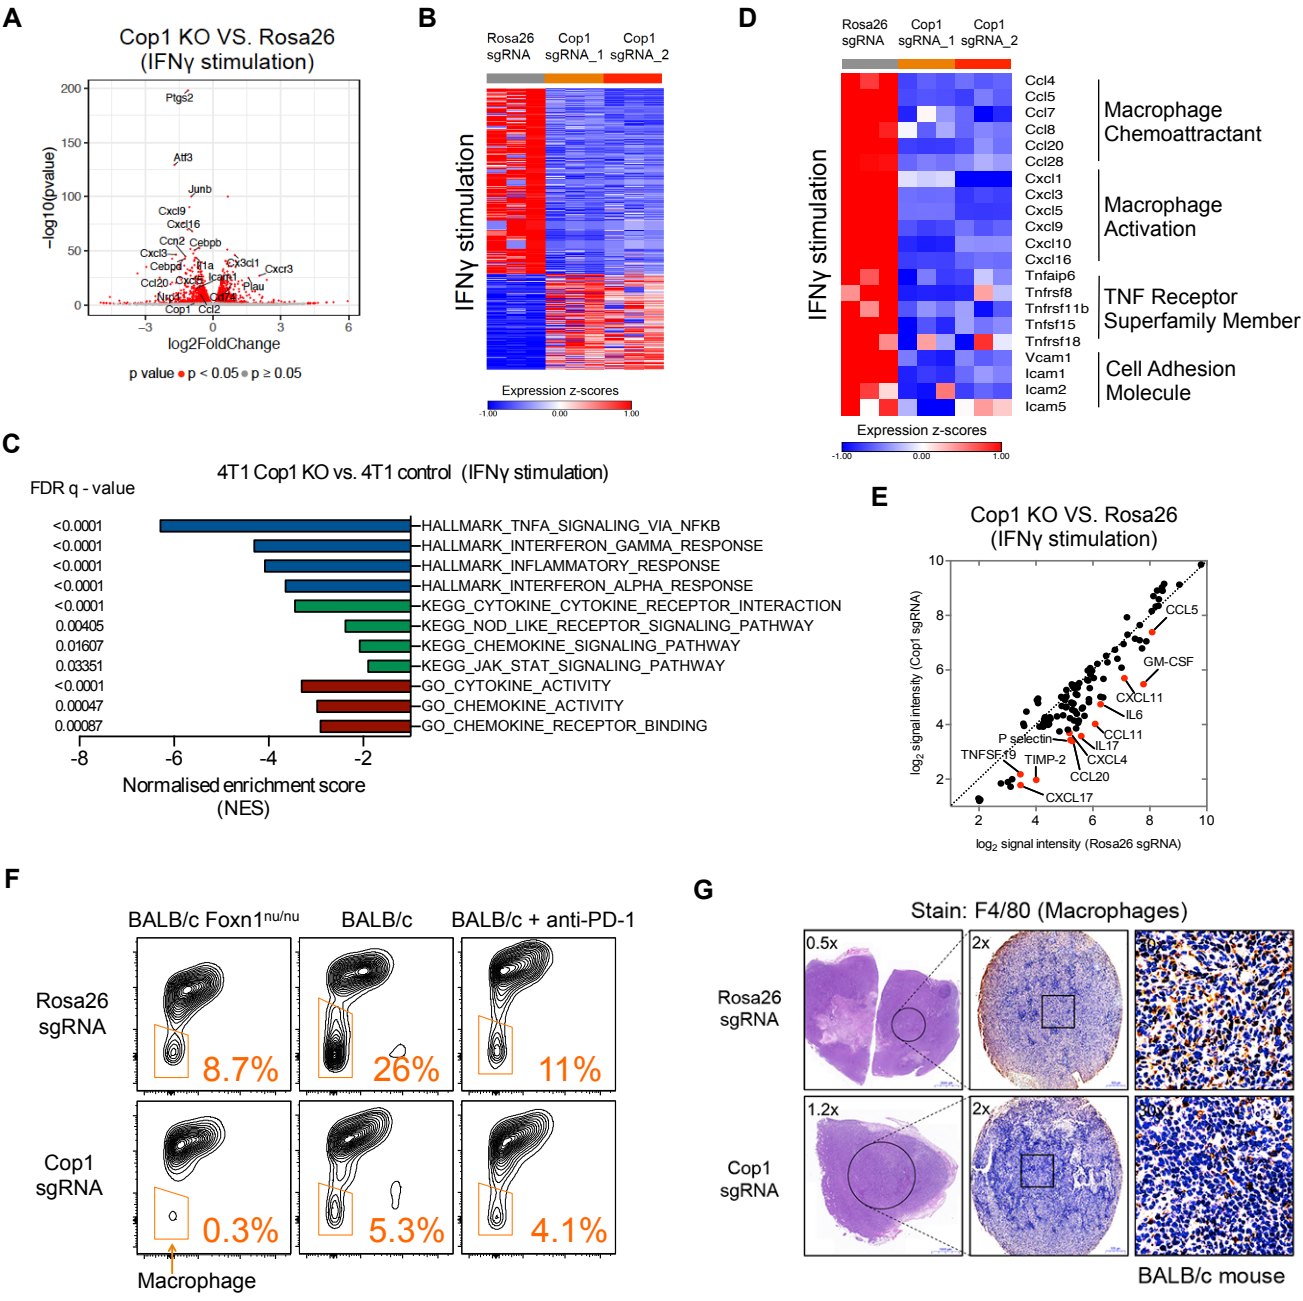 A
Cop1 KO VS. Rosa26
(IFNγ stimulation)
200
150
100
50
0
−log10(pvalue)
Ptgs2
Atf3
Junb
Cxcl9
Cxcl16
Ccn2
Cebpb
Cxcl3
Cebpd
Il1a
Cx3cl1
Cxcr3
Ccl20
Cxcl5
Icam1
Plau
Nrp1
Cd74
Cop1
Ccl2
−3
0
3
6
log2FoldChange
p value p < 0.05 p ≥ 0.05
B
Rosa26
sgRNA
Cop1
sgRNA_1
Cop1
sgRNA_2
IFNγ stimulation
Expression z-scores
-1.00
0.00
1.00
C
4T1 Cop1 KO vs. 4T1 control (IFNγ stimulation)
FDR q - value
<0.0001 HALLMARK_TNFA_SIGNALING_VIA_NFKB
<0.0001 HALLMARK_INTERFERON_GAMMA_RESPONSE
<0.0001 HALLMARK_INFLAMMATORY_RESPONSE
<0.0001 HALLMARK_INTERFERON_ALPHA_RESPONSE
<0.0001 KEGG_CYTOKINE_CYTOKINE_RECEPTOR_INTERACTION
0.00405 KEGG_NOD_LIKE_RECEPTOR_SIGNALING_PATHWAY
0.01607 KEGG_CHEMOKINE_SIGNALING_PATHWAY
0.03351 KEGG_JAK_STAT_SIGNALING_PATHWAY
<0.0001 GO_CYTOKINE_ACTIVITY
0.00047 GO_CHEMOKINE_ACTIVITY
0.00087 GO_CHEMOKINE_RECEPTOR_BINDING
-8
-6
-4
-2
Normalised enrichment score
(NES)
D
Rosa26
sgRNA
Cop1
sgRNA_1
Cop1
sgRNA_2
IFNγ stimulation
Ccl4
Ccl5
Ccl7
Ccl8
Ccl20
Ccl28
Cxcl1
Cxcl3
Cxcl5
Cxcl9
Cxcl10
Cxcl16
Tnfaip6
Tnfrsf8
Tnfrsf11b
Tnfsf15
Tnfrsf18
Vcam1
Icam1
Icam2
Icam5
Macrophage
Chemoattractant
Macrophage
Activation
TNF Receptor
Superfamily Member
Cell Adhesion
Molecule
Expression z-scores
-1.00
0.00
1.00
E
Cop1 KO VS. Rosa26
(IFNγ stimulation)
10
8
6
4
2
log2 signal intensity (Cop1 sgRNA)
CCL5
GM-CSF
CXCL11
IL6
CCL11
IL17
P selectin
CXCL4
TNFSF19
TIMP-2
CCL20
CXCL17
2
4
6
8
10
log2 signal intensity (Rosa26 sgRNA)
F
BALB/c Foxn1nu/nu
BALB/c
BALB/c + anti-PD-1
Rosa26
sgRNA
8.7%
26%
11%
Cop1
sgRNA
0.3%
5.3%
4.1%
Macrophage
G
Stain: F4/80 (Macrophages)
Rosa26
sgRNA
0.5x
2x
Cop1
sgRNA
1.2x
2x
BALB/c mouse